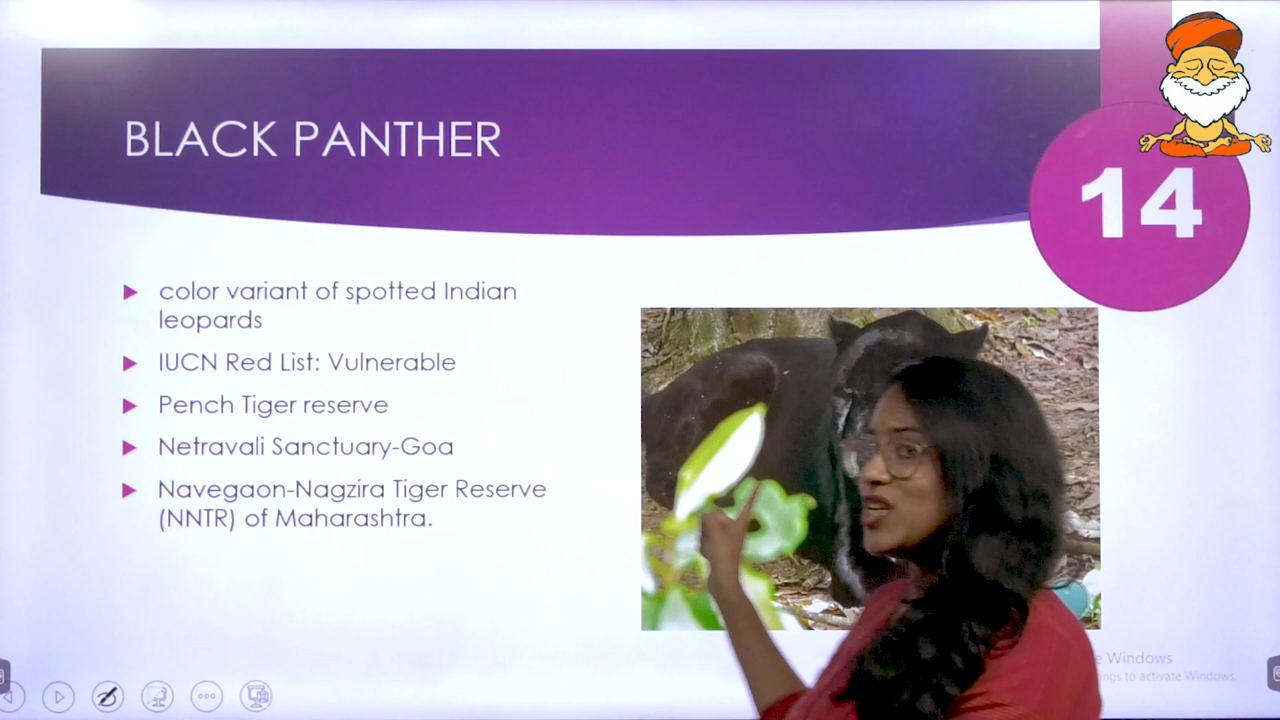 BLACK PANTHER
14
color variant of spotted Indian
leopards
IUCN Red List: Vulnerable
Pench Tiger reserve
Netravali Sanctuary-Goa
Navegaon-Nagzira Tiger Reserve
(NNTR) of Maharashtra.
Windows
to activate Windows.